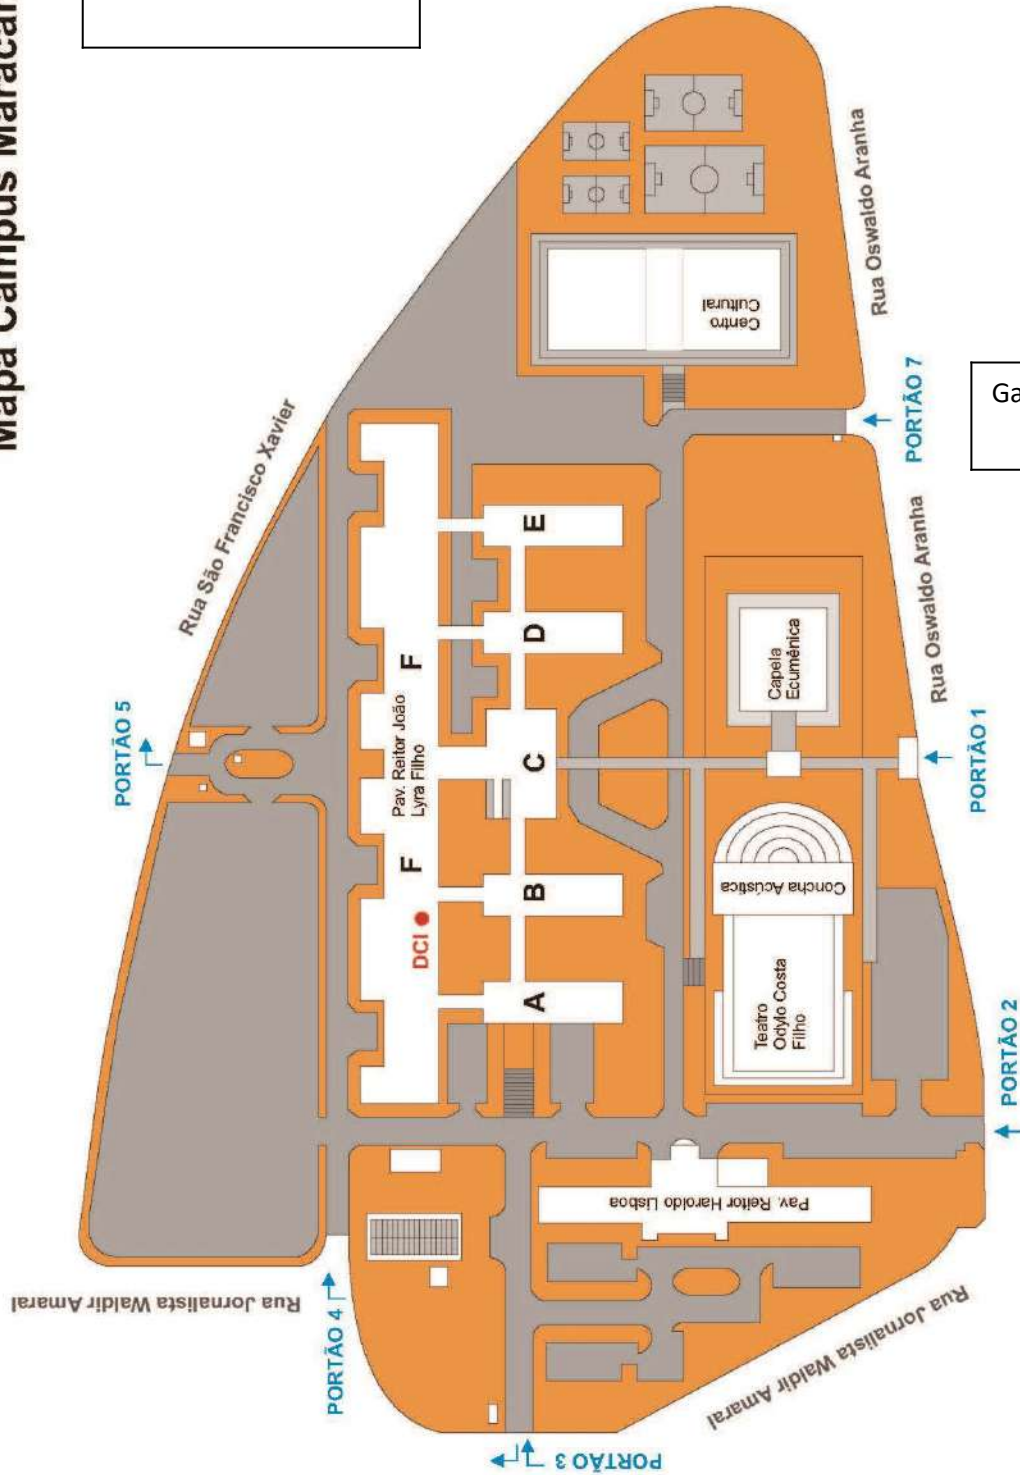 Mapa Campus Maracan
Rua São Francisco Xavier
PORTÃO 5
Rua Oswaldo Aranha
Centro
Cultural
PORTÃO 7
Ga
Rua Oswaldo Aranha
E
D
C
B
A
F
F
Pav. Reitor João
Lyra Filho
DCI
Capela
Ecumênica
PORTÃO 1
Concha Acústica
Teatro
Odylo Costa
Filho
PORTÃO 2
Pav. Reitor Haroldo Lisboa
Rua Jornalista Waldir Amaral
PORTÃO 4
Rua Jornalista Waldir Amaral
PORTÃO 3